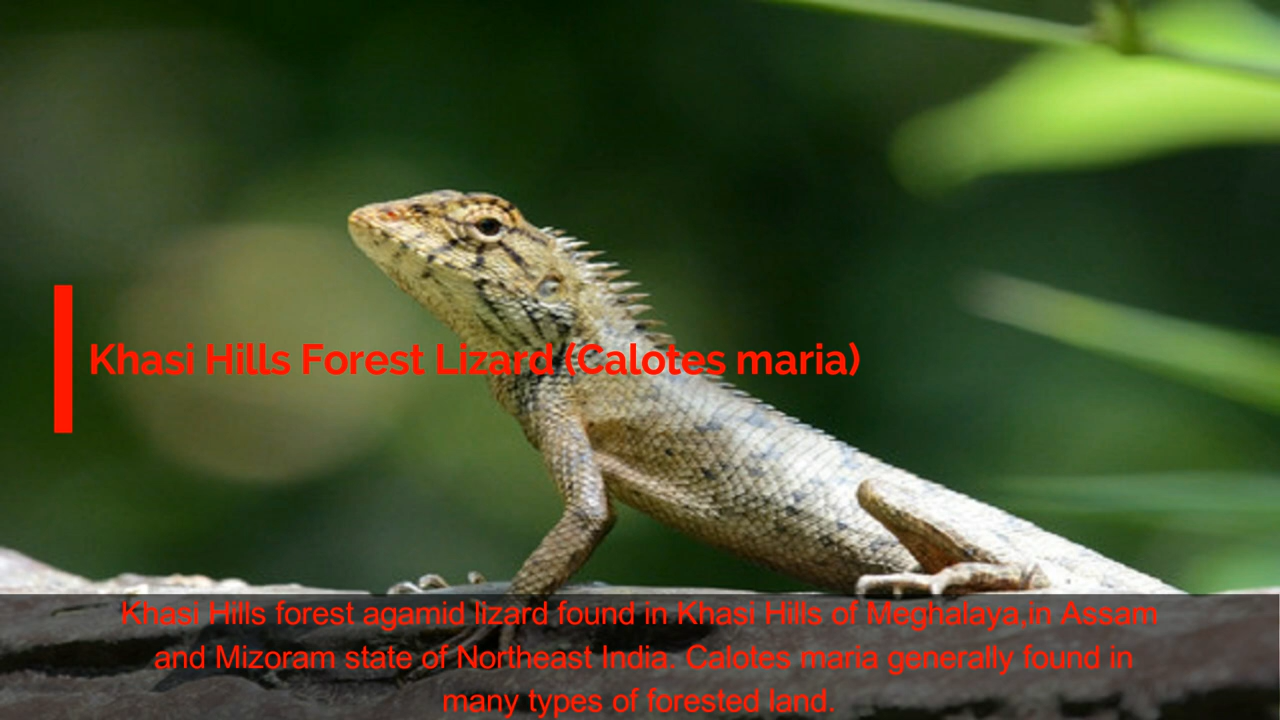 Khasi Hills Forest Lizard (Calotes maria)
Khasi Hills forest agamid lizard found in Khasi Hills of Meghalaya,in Assam
and Mizoram state of Northeast India. Calotes maria generally found in
many types of forested land.